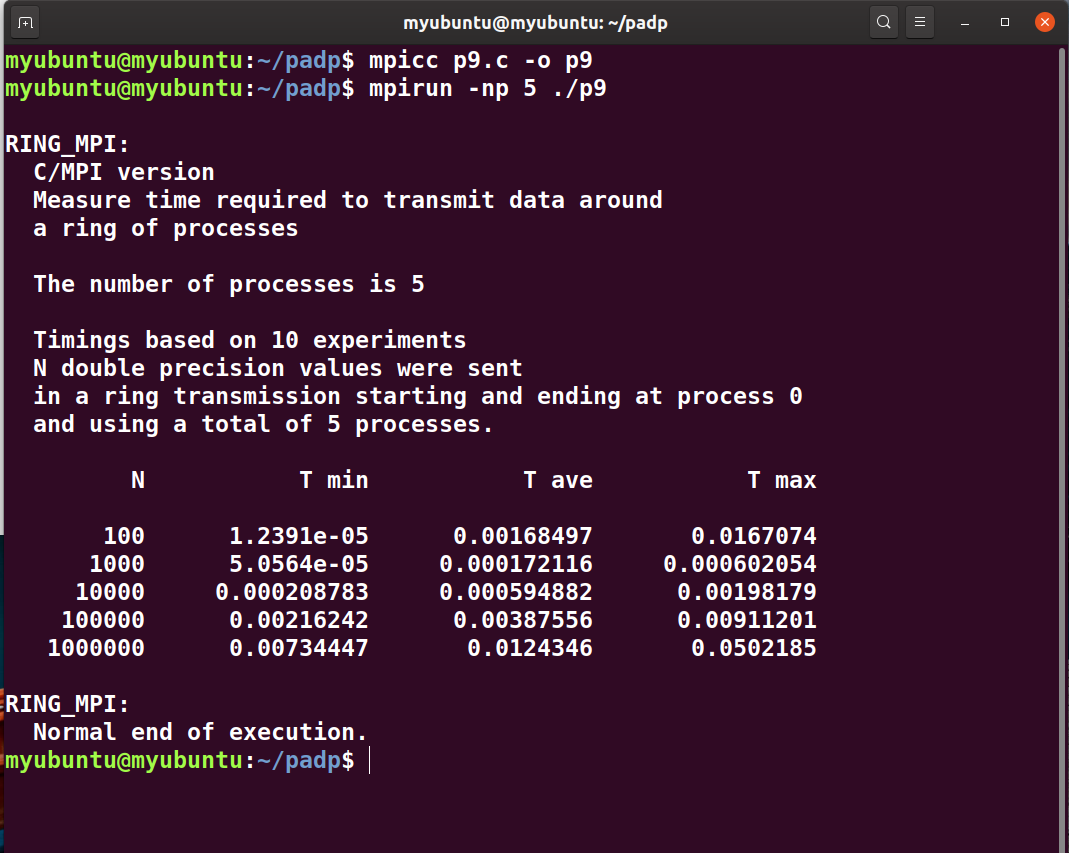 myubuntu@myubuntu: ~/padp
myubuntu@myubuntu:~/padp$ mpicc p9.c -o p9
myubuntu@myubuntu:~/padp$ mpirun -np 5 ./p9
RING_MPI:
C/MPI version
Measure time required to transmit data around
a ring of processes
The number of processes is 5
Timings based on 10 experiments
N double precision values were sent
in a ring transmission starting and ending at process 0
and using a total of 5 processes.
N T min T ave T max
100 1.2391e-05 0.00168497 0.0167074
1000 5.0564e-05 0.000172116 0.000602054
10000 0.000208783 0.000594882 0.00198179
100000 0.00216242 0.00387556 0.00911201
1000000 0.00734447 0.0124346 0.0502185
RING_MPI:
Normal end of execution.
myubuntu@myubuntu:~/padp$